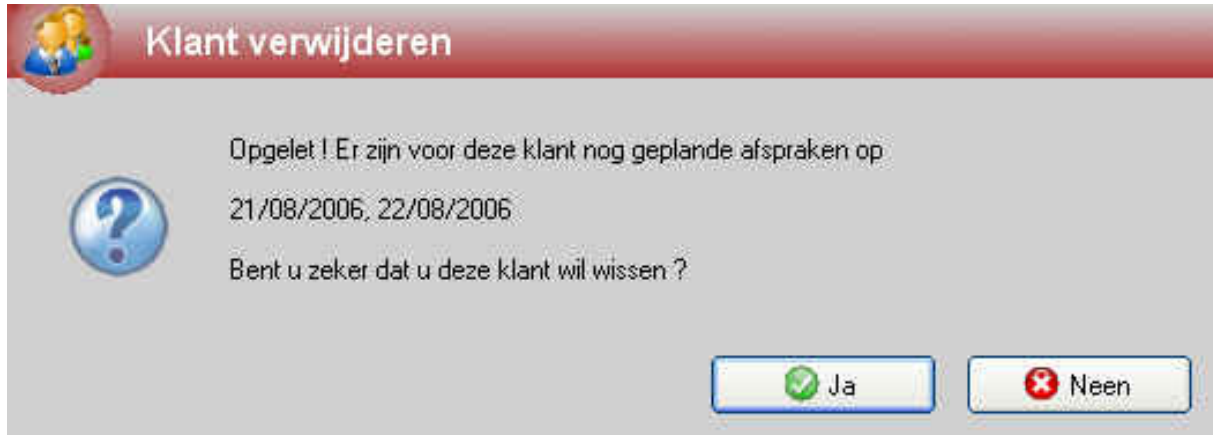 Klant verwijderen
Opgelet ! Er zijn voor deze klant nog geplande afspraken op
21/08/2006, 22/08/2006
Bent u zeker dat u deze klant wil wissen ?
Ja
Neen